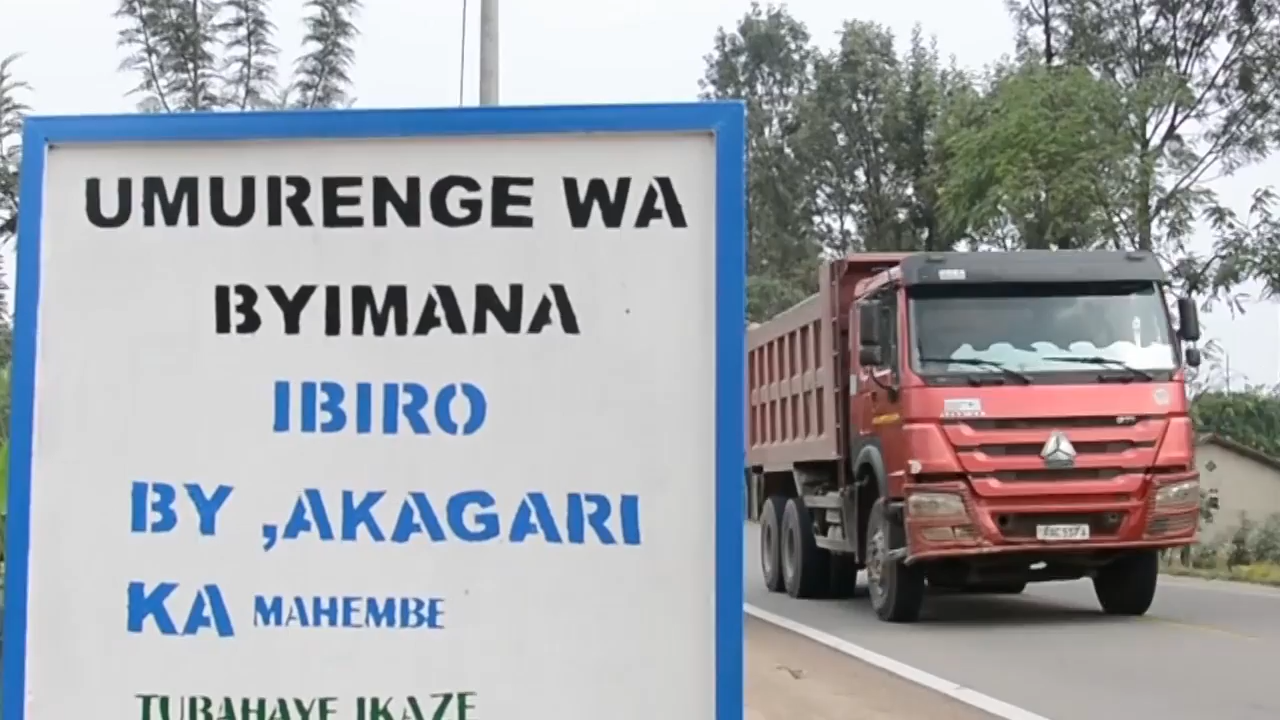 UMURENGE WA
BYIMANA
IBIRO
BY ,AKAGARI
KA MAHEMBE
TUBAHAYE IKAZE